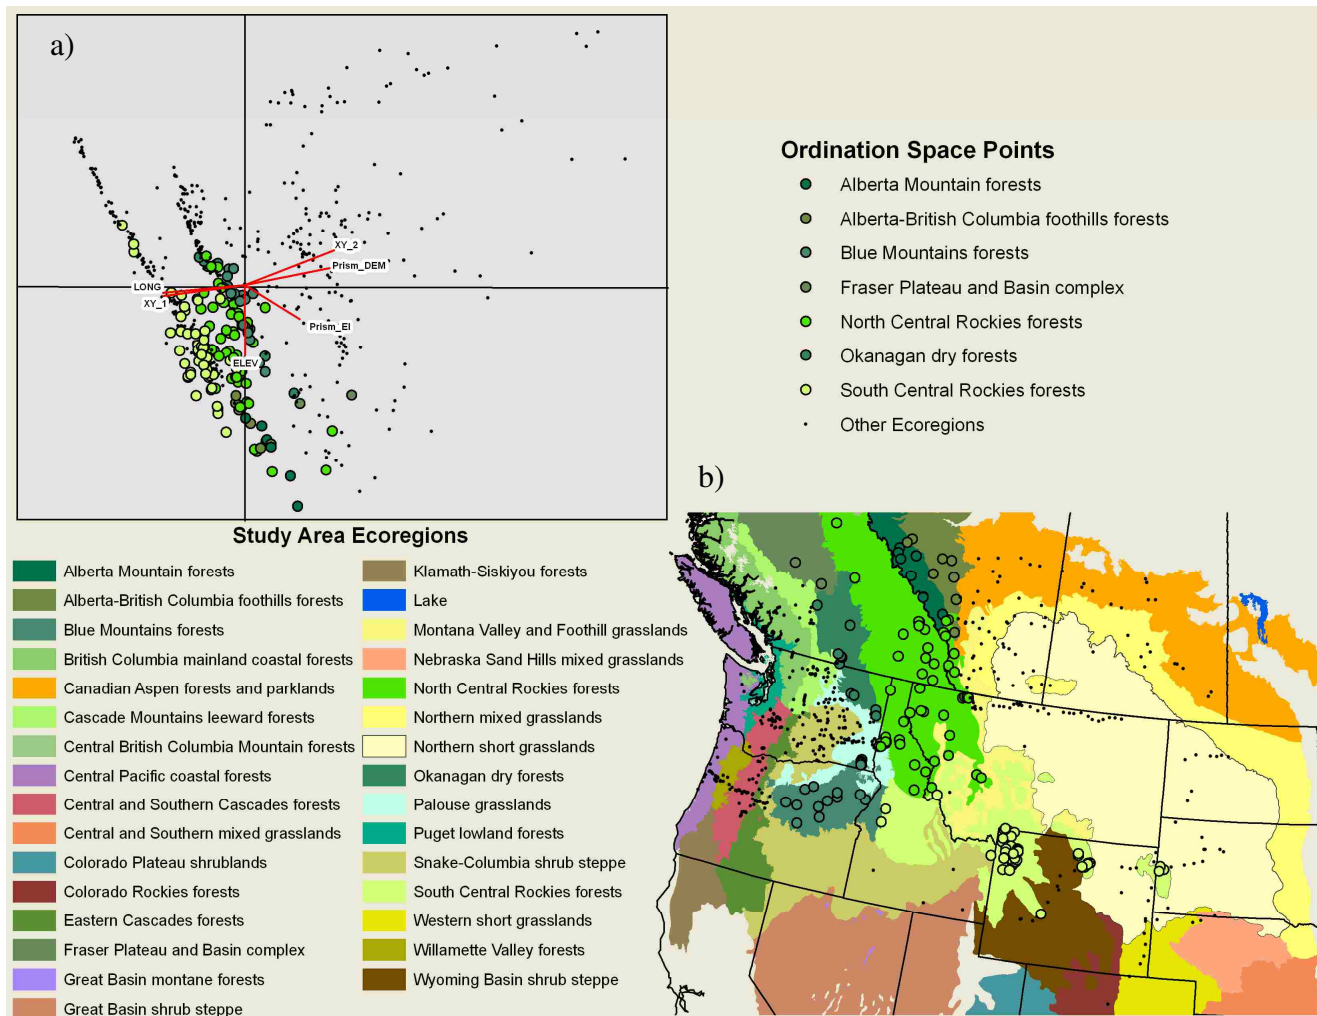 a)
XY_2
Prism_DEM
LONG
XY_1
Prism_EI
ELEV
Ordination Space Points
Alberta Mountain forests
Alberta-British Columbia foothills forests
Blue Mountains forests
Fraser Plateau and Basin complex
North Central Rockies forests
Okanagan dry forests
South Central Rockies forests
Other Ecoregions
b)
Study Area Ecoregions
Alberta Mountain forests
Alberta-British Columbia foothills forests
Blue Mountains forests
British Columbia mainland coastal forests
Canadian Aspen forests and parklands
Cascade Mountains leeward forests
Central British Columbia Mountain forests
Central Pacific coastal forests
Central and Southern Cascades forests
Central and Southern mixed grasslands
Colorado Plateau shrublands
Colorado Rockies forests
Eastern Cascades forests
Fraser Plateau and Basin complex
Great Basin montane forests
Great Basin shrub steppe
Klamath-Siskiyou forests
Lake
Montana Valley and Foothill grasslands
Nebraska Sand Hills mixed grasslands
North Central Rockies forests
Northern mixed grasslands
Northern short grasslands
Okanagan dry forests
Palouse grasslands
Puget lowland forests
Snake-Columbia shrub steppe
South Central Rockies forests
Western short grasslands
Willamette Valley forests
Wyoming Basin shrub steppe